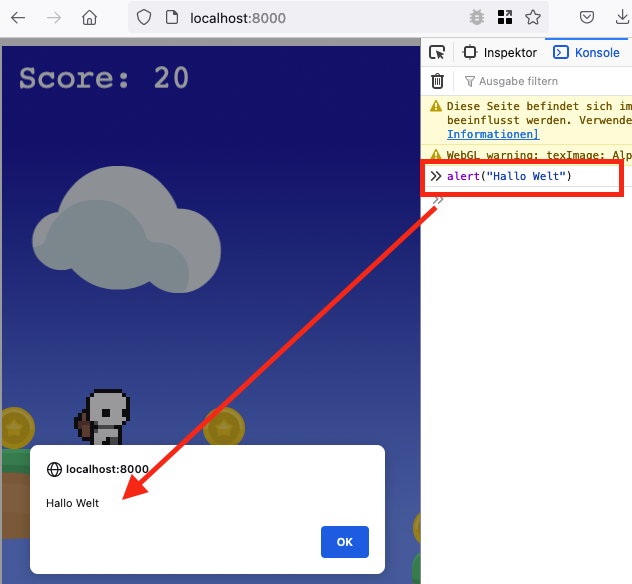 localhost:8000
Score: 20
Inspektor
Konsole
Ausgabe filtern
Diese Seite befindet sich im
beeinflusst werden. Verwende
Informationen]
WebGL warning: texImage: Alp
alert("Hallo Welt")
localhost:8000
Hallo Welt
OK